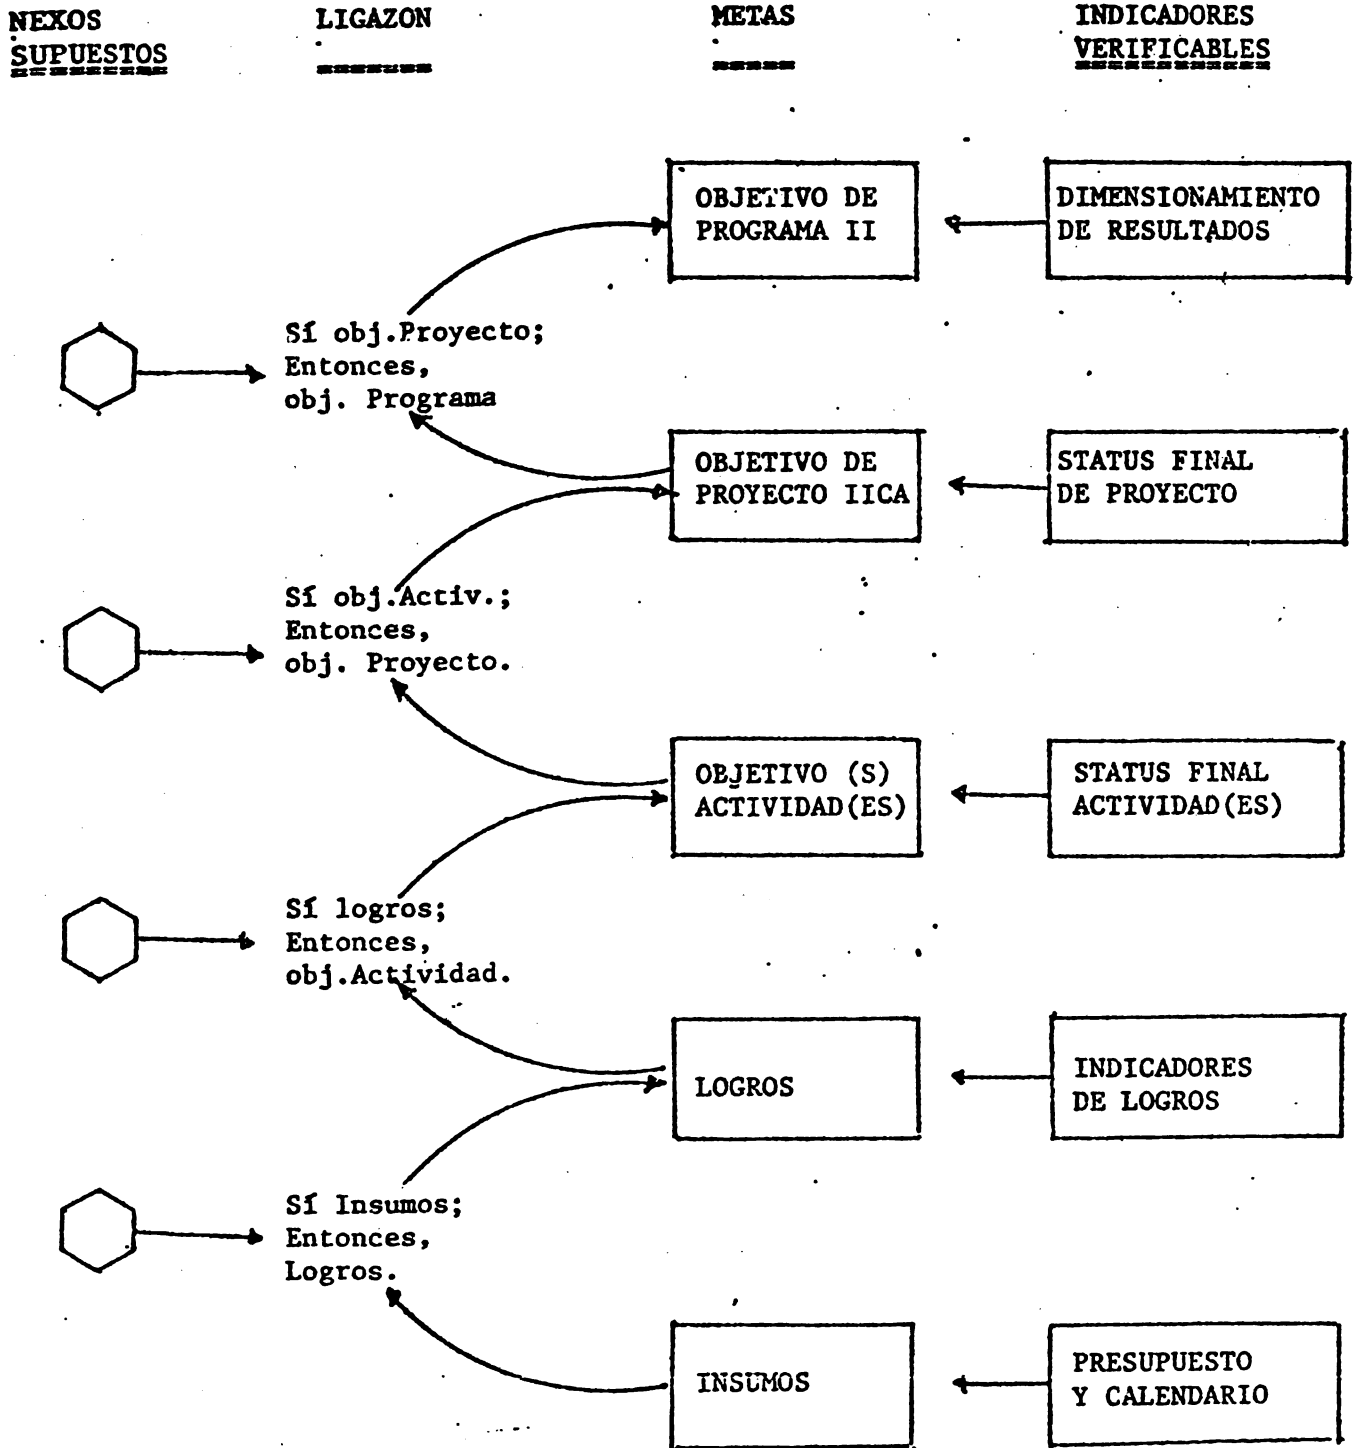 NEXOS
SUPUESTOS
LIGAZON
METAS
INDICADORES
VERIFICABLES
OBJETIVO DE
PROGRAMA II
DIMENSIONAMIENTO
DE RESULTADOS
Sí obj.Proyecto;
Entonces,
obj. Programa
OBJETIVO DE
PROYECTO IICA
STATUS FINAL
DE PROYECTO
Sí obj.Activ.;
Entonces,
obj. Proyecto.
OBJETIVO (S)
ACTIVIDAD(ES)
STATUS FINAL
ACTIVIDAD(ES)
Sí logros;
Entonces,
obj.Actividad.
LOGROS
INDICADORES
DE LOGROS
Sí Insumos;
Entonces,
Logros.
INSUMOS
PRESUPUESTO
Y CALENDARIO